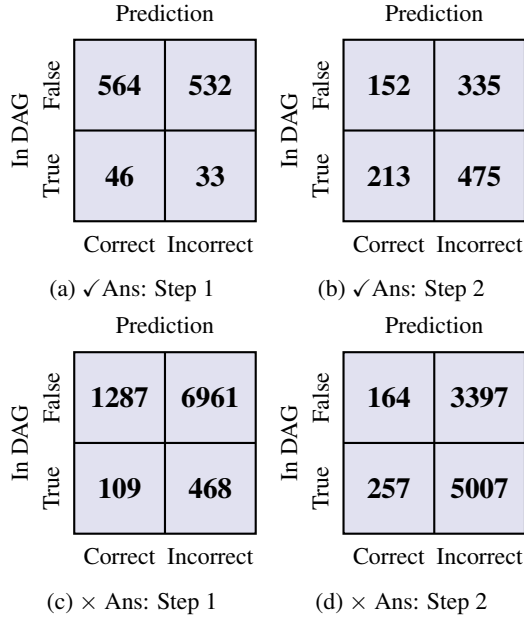 Prediction Prediction
In DAG False 564 532 In DAG False 152 335
True 46 33 True 213 475
Correct Incorrect Correct Incorrect
(a) ✓Ans: Step 1 (b) ✓Ans: Step 2
Prediction Prediction
In DAG False 1287 6961 In DAG False 164 3397
True 109 468 True 257 5007
Correct Incorrect Correct Incorrect
(c) × Ans: Step 1 (d) × Ans: Step 2